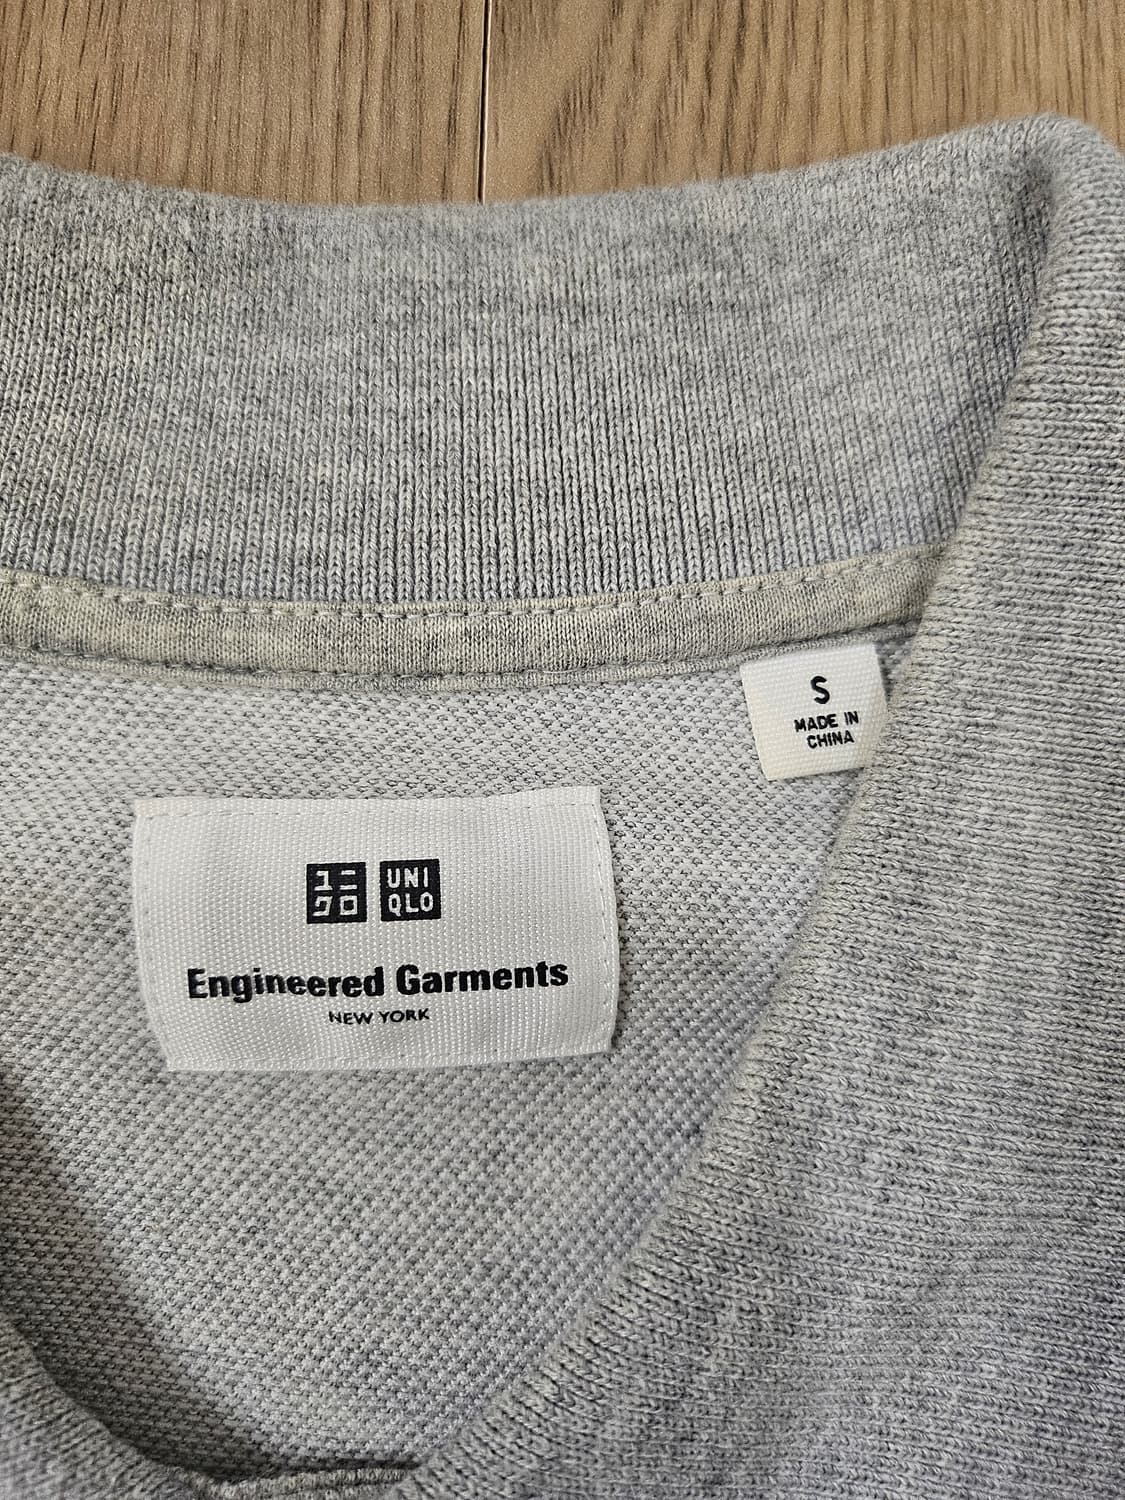 S
MADE IN
CHINA
ユニ UNI
クロ QLO
Engineered Garments
NEW YORK